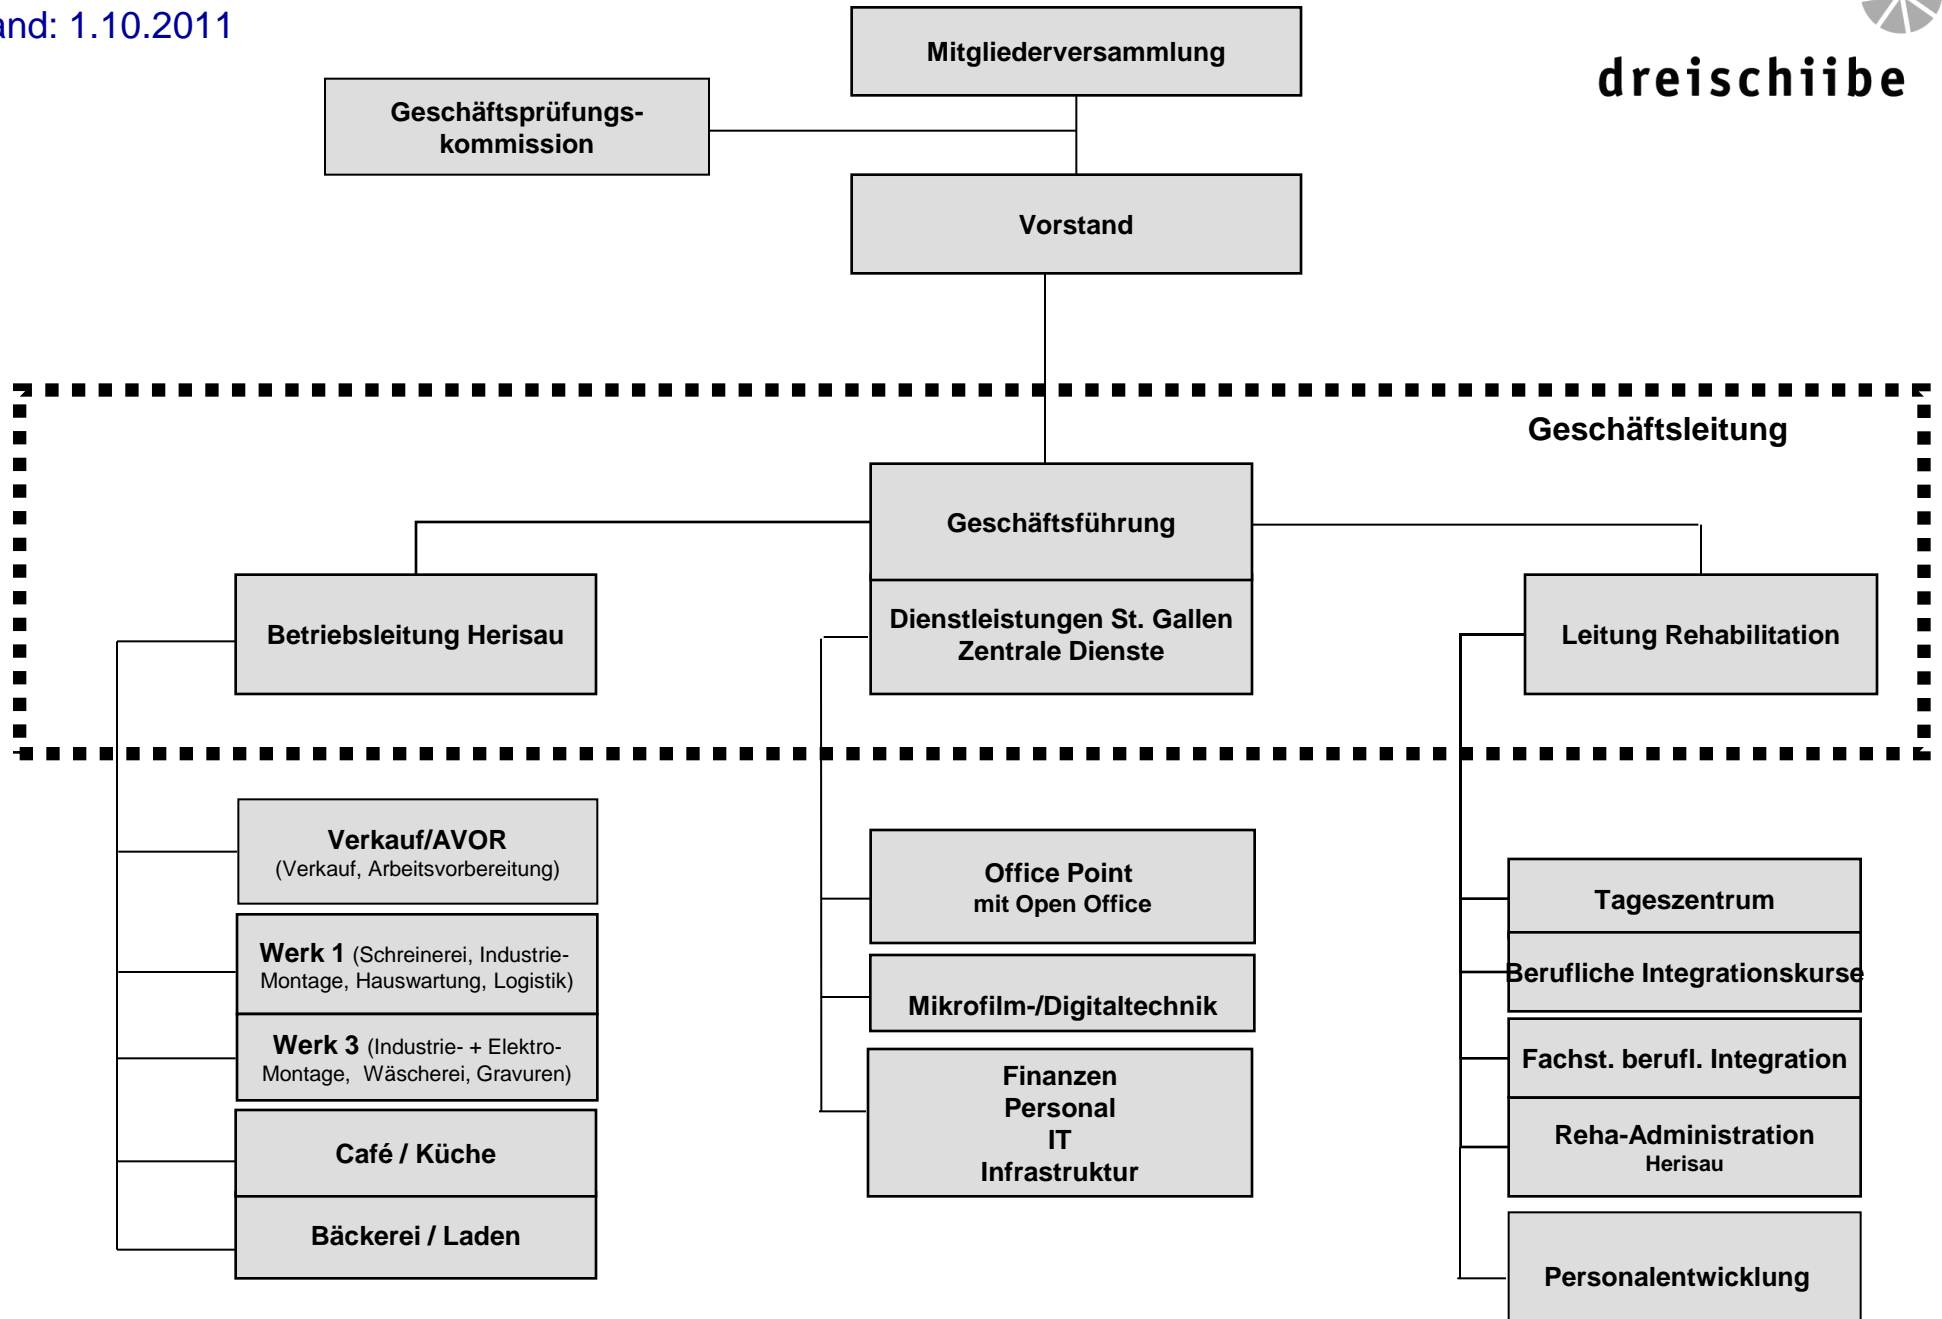 and: 1.10.2011
dreischiibe
Mitgliederversammlung
Geschäftsprüfungs-
kommission
Vorstand
Geschäftsleitung
Geschäftsführung
Betriebsleitung Herisau
Dienstleistungen St. Gallen
Zentrale Dienste
Leitung Rehabilitation
Verkauf/AVOR
(Verkauf, Arbeitsvorbereitung)
Werk 1 (Schreinerei, Industrie-
Montage, Hauswartung, Logistik)
Werk 3 (Industrie- + Elektro-
Montage, Wäscherei, Gravuren)
Café / Küche
Bäckerei / Laden
Office Point
mit Open Office
Mikrofilm-/Digitaltechnik
Finanzen
Personal
IT
Infrastruktur
Tageszentrum
Berufliche Integrationskurse
Fachst. berufl. Integration
Reha-Administration
Herisau
Personalentwicklung